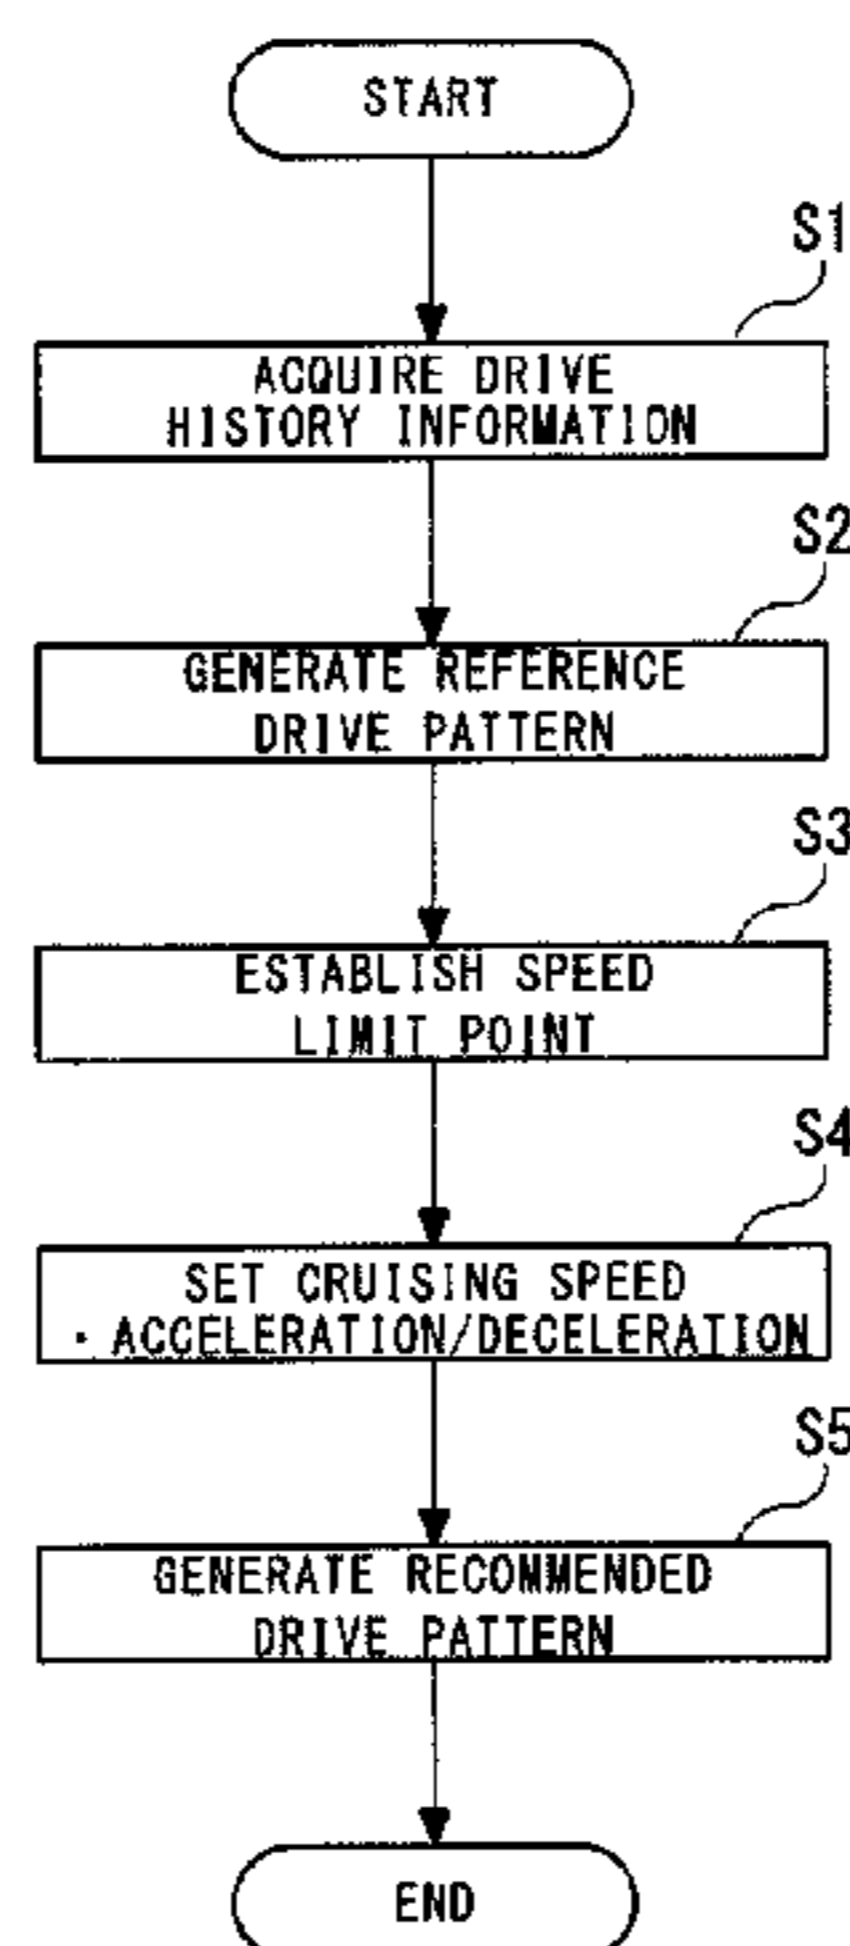 START
S1
ACQUIRE DRIVE
HISTORY INFORMATION
S2
GENERATE REFERENCE
DRIVE PATTERN
S3
ESTABLISH SPEED
LIMIT POINT
S4
SET CRUISING SPEED
・ACCELERATION/DECELERATION
S5
GENERATE RECOMMENDED
DRIVE PATTERN
END